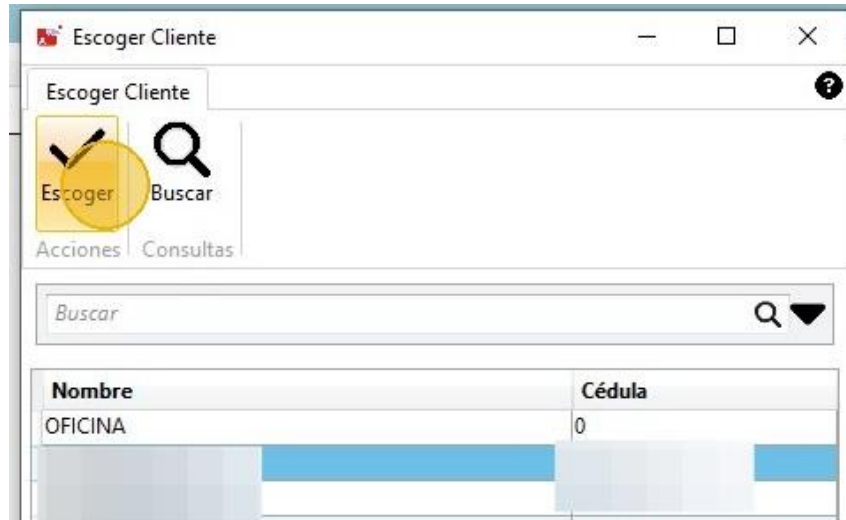 Escoger Cliente
Escoger Cliente
Escoger Buscar
Acciones Consultas
Buscar
Nombre Cédula
OFICINA 0